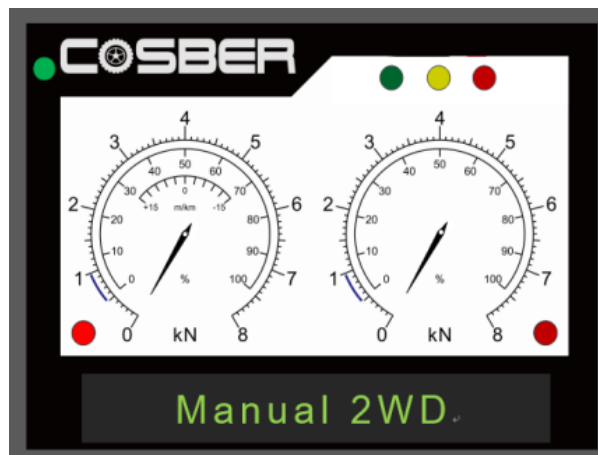 COSBER
4 4
3 5 3 5
40 50 60 40 50 60
30 0 70 30 70
+15 m/km -15
2 20 80 6 2 20 80 6
10 90 10 90
1 0 % 100 7 1 0 % 100 7
0 kN 8 0 kN 8
Manual 2WD